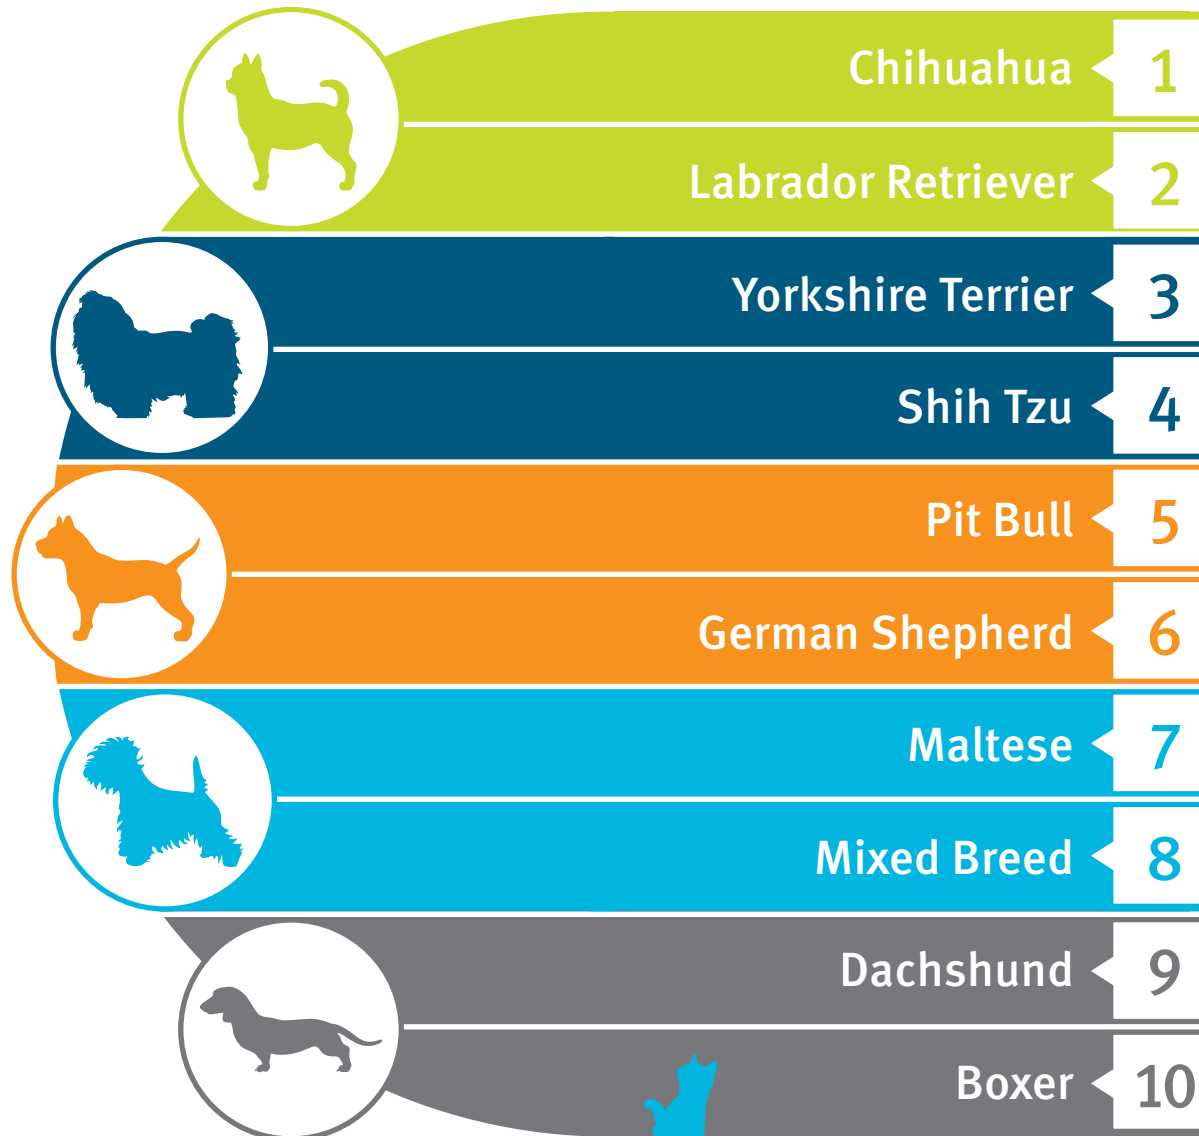 Chihuahua 1
Labrador Retriever 2
Yorkshire Terrier 3
Shih Tzu 4
Pit Bull 5
German Shepherd 6
Maltese 7
Mixed Breed 8
Dachshund 9
Boxer 10